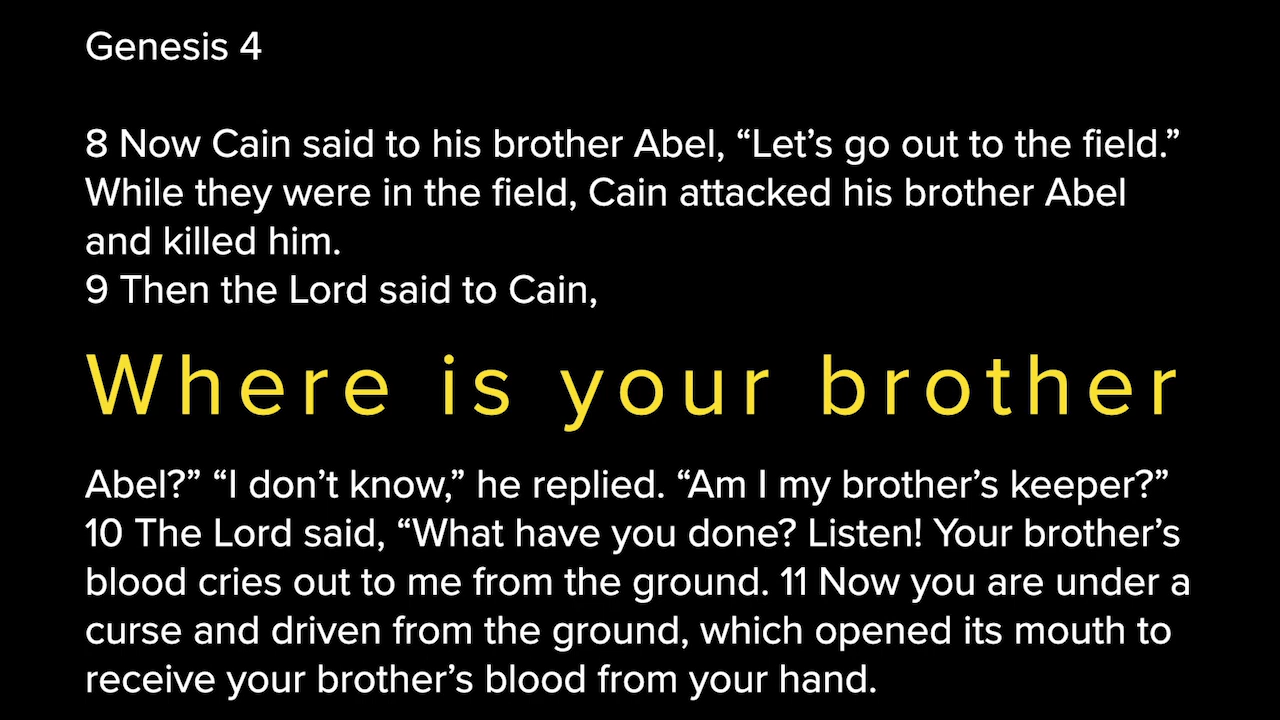 Genesis 4
8 Now Cain said to his brother Abel, “Let’s go out to the field.”
While they were in the field, Cain attacked his brother Abel
and killed him.
9 Then the Lord said to Cain,
Where is your brother
Abel?” “I don’t know,” he replied. “Am I my brother’s keeper?”
10 The Lord said, “What have you done? Listen! Your brother’s
blood cries out to me from the ground. 11 Now you are under a
curse and driven from the ground, which opened its mouth to
receive your brother’s blood from your hand.